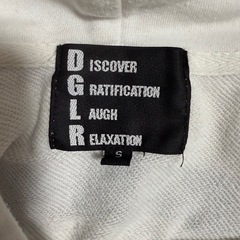 DISCOVER
GRATIFICATION
LAUGH
RELAXATION
S